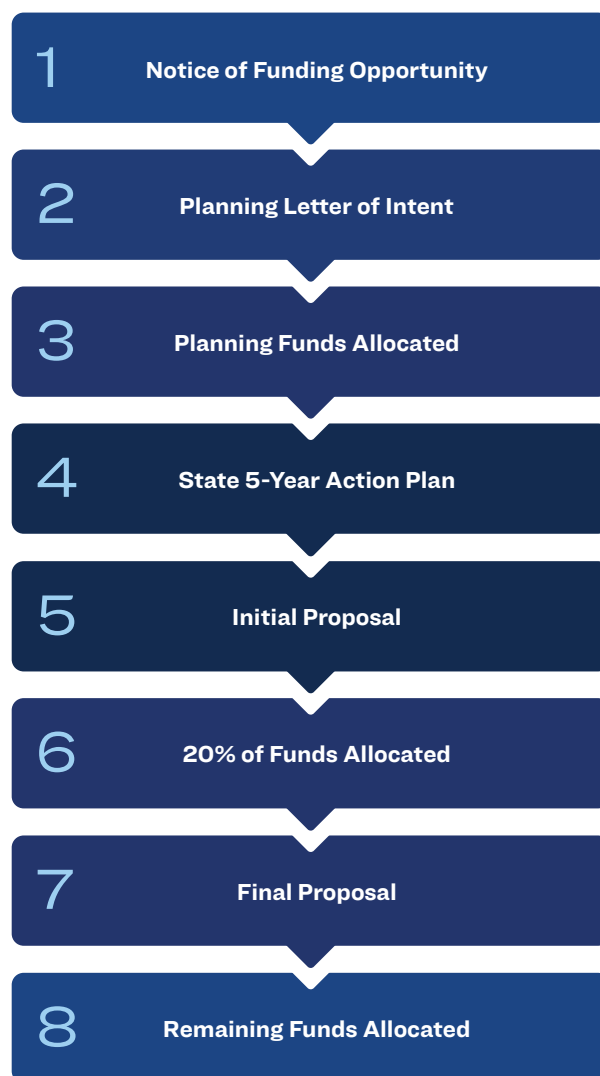 1 Notice of Funding Opportunity
2 Planning Letter of Intent
3 Planning Funds Allocated
4 State 5-Year Action Plan
5 Initial Proposal
6 20% of Funds Allocated
7 Final Proposal
8 Remaining Funds Allocated